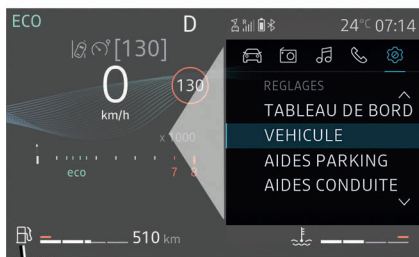 ECO
D
24°C 07:14
[130]
0
km/h
130
x 1000
eco
7 8
510 km
REGLAGES
TABLEAU DE BORD
VEHICULE
AIDES PARKING
AIDES CONDUITE